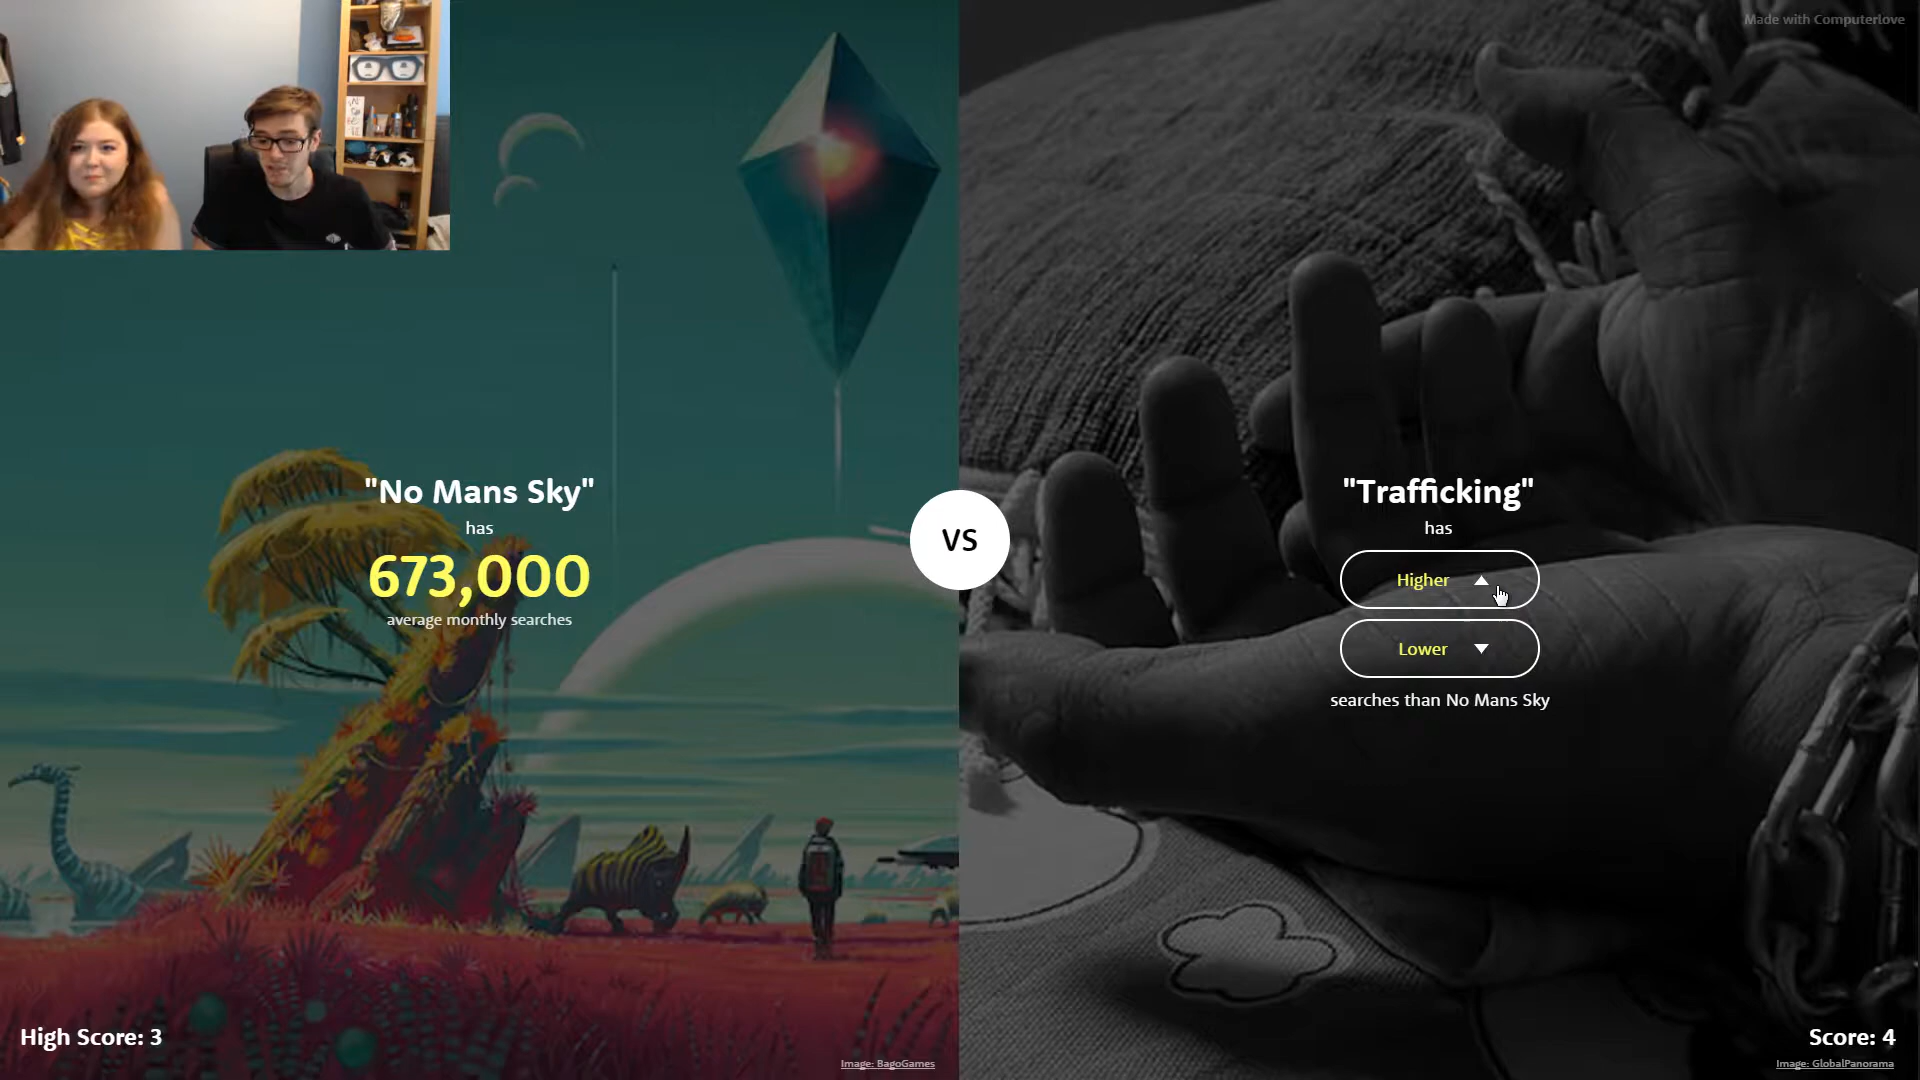 Made with Computerlove
"No Mans Sky"
has
673,000
average monthly searches
VS
"Trafficking"
has
Higher
Lower
searches than No Mans Sky
High Score: 3
Image: BagoGames
Score: 4
Image: GlobalPanorama